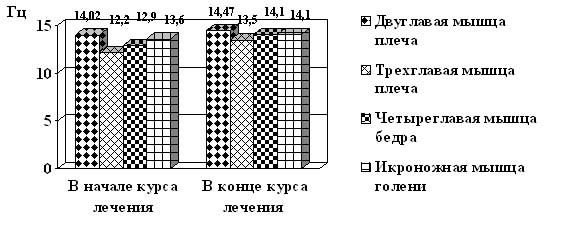 Гц
14,02 12,2 12,9 13,6 14,47 13,5 14,1 14,1
15
10
5
0
В начале курса
лечения
В конце курса
лечения
Двуглавая мышца
плеча
Трехглавая мышца
плеча
Четыреглавая мышца
бедра
Икроножная мышца
голени